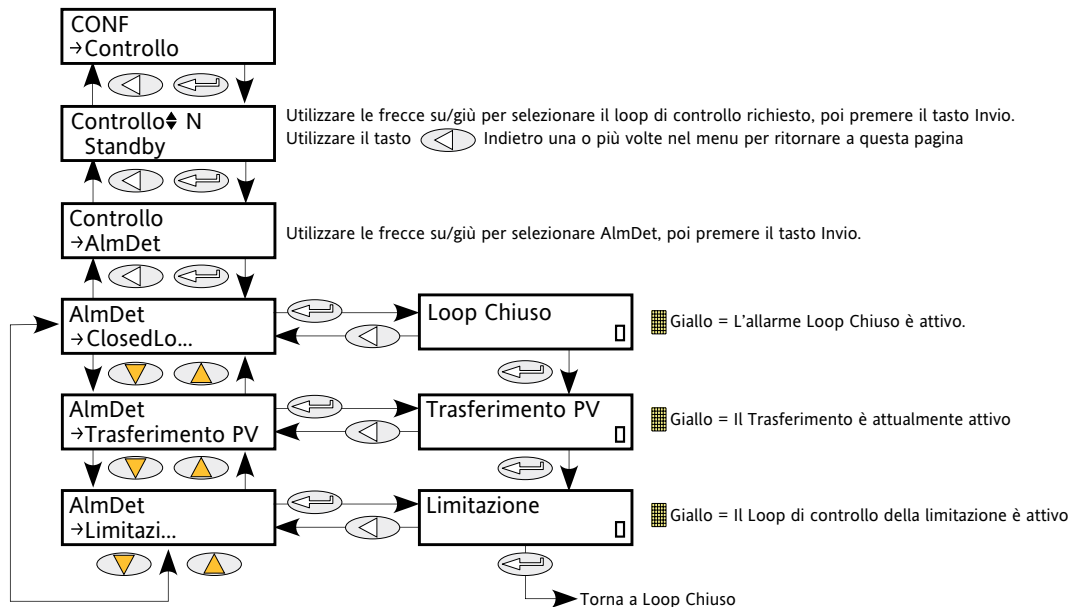 CONF
→Controllo
Controllo♦ N
Standby
Utilizzare le frecce su/giù per selezionare il loop di controllo richiesto, poi premere il tasto Invio.
Utilizzare il tasto Indietro una o più volte nel menu per ritornare a questa pagina
Controllo
→AlmDet
Utilizzare le frecce su/giù per selezionare AlmDet, poi premere il tasto Invio.
AlmDet
→ClosedLo...
Loop Chiuso
Giallo = L'allarme Loop Chiuso è attivo.
AlmDet
→Trasferimento PV
Trasferimento PV
Giallo = Il Trasferimento è attualmente attivo
AlmDet
→Limitazi...
Limitazione
Giallo = Il Loop di controllo della limitazione è attivo
Torna a Loop Chiuso